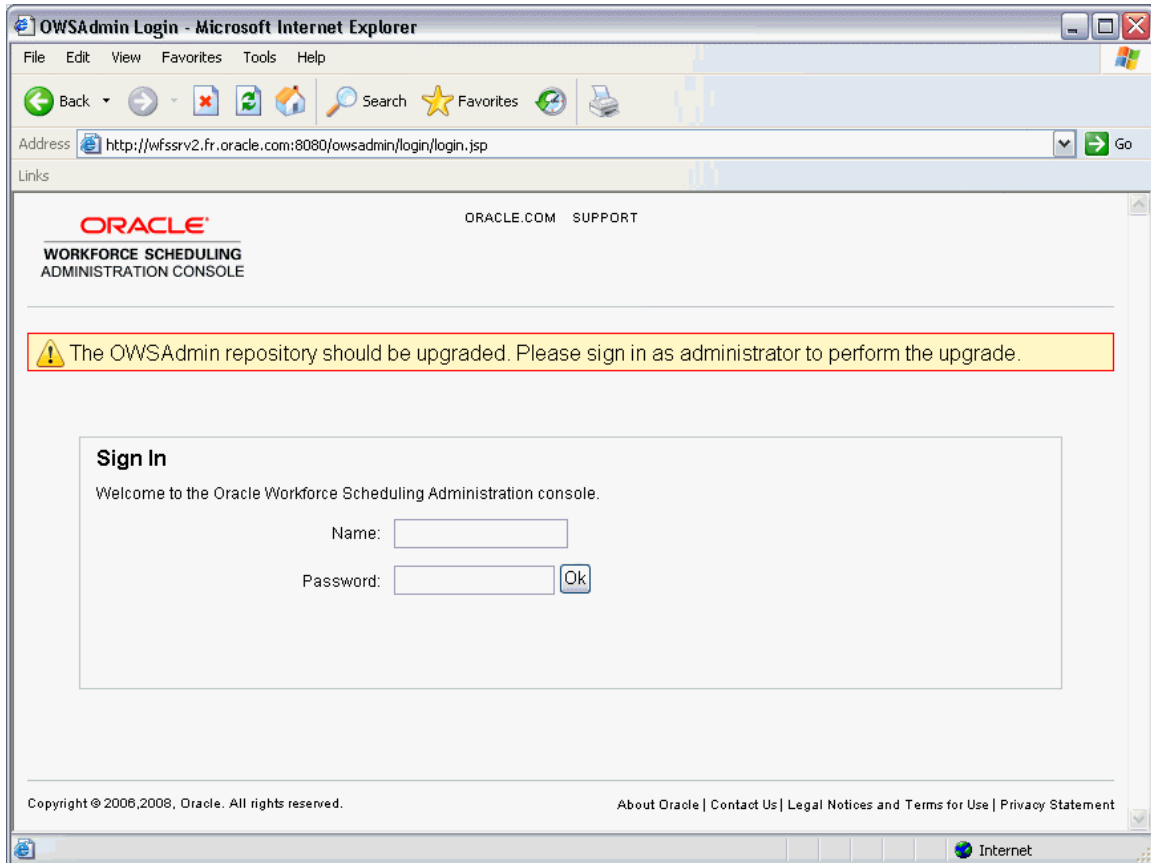 OWSAdmin Login - Microsoft Internet Explorer
File Edit View Favorites Tools Help
Back Search Favorites
Address http://wfssrv2.fr.oracle.com:8080/owsadmin/login/login.jsp Go
Links
ORACLE.COM SUPPORT
ORACLE®
WORKFORCE SCHEDULING
ADMINISTRATION CONSOLE
The OWSAdmin repository should be upgraded. Please sign in as administrator to perform the upgrade.
Sign In
Welcome to the Oracle Workforce Scheduling Administration console.
Name:
Password: Ok
Copyright © 2006,2008, Oracle. All rights reserved. About Oracle | Contact Us | Legal Notices and Terms for Use | Privacy Statement
Internet